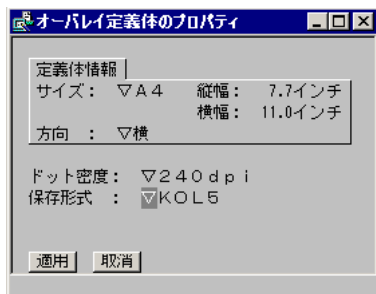 オーバレイ定義体のプロパティ
定義体情報
サイズ： ▽Ａ４ 縦幅： 7.7インチ
横幅： 11.0インチ
方向 ： ▽横
ドット密度： ▽２４０ｄｐｉ
保存形式 ： ▽ＫＯＬ５
適用 取消